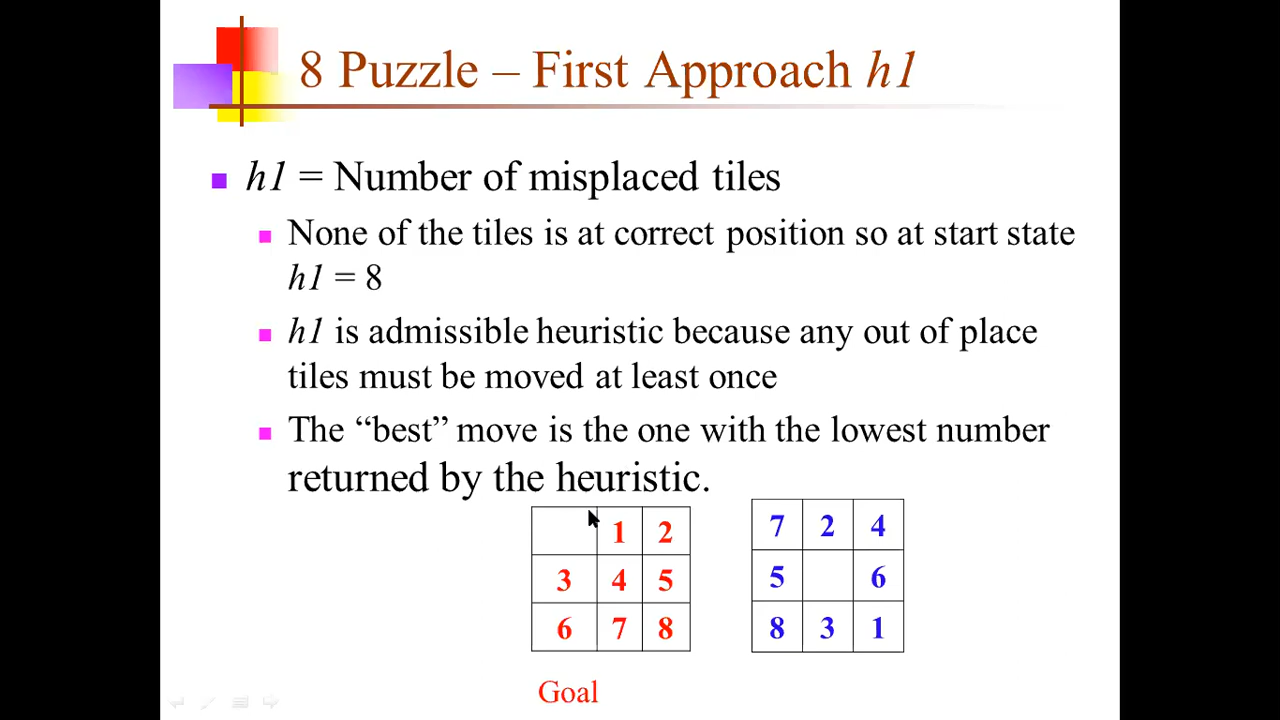 8 Puzzle – First Approach h1
h1 = Number of misplaced tiles
None of the tiles is at correct position so at start state
h1 = 8
h1 is admissible heuristic because any out of place
tiles must be moved at least once
The “best” move is the one with the lowest number
returned by the heuristic.
1 2
3 4 5
6 7 8
Goal
7 2 4
5 6
8 3 1